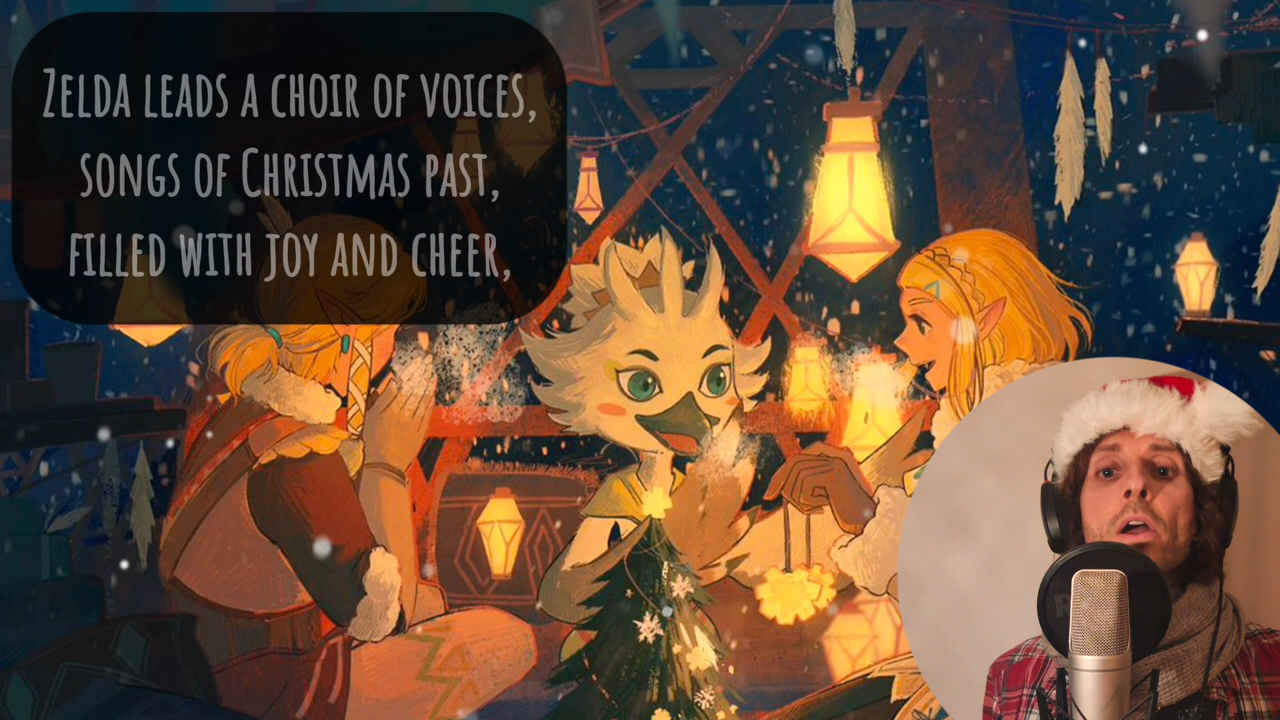 Zelda leads a choir of voices,
songs of Christmas past,
filled with joy and cheer,